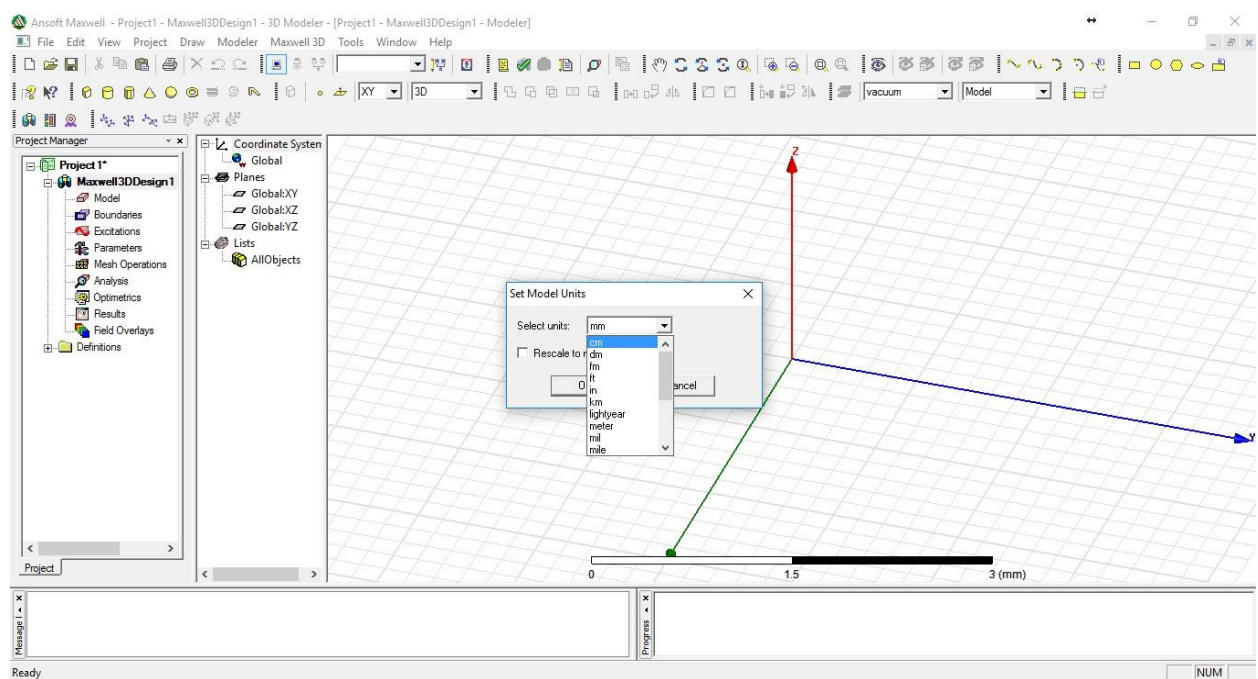 Ansoft Maxwell - Project1 - Maxwell3DDesign1 - 3D Modeler - [Project1 - Maxwell3DDesign1 - Modeler]
File Edit View Project Draw Modeler Maxwell 3D Tools Window Help
XY 3D vacuum Model
Project Manager
Project1*
Maxwell3DDesign1
Model
Boundaries
Excitations
Parameters
Mesh Operations
Analysis
Optimetrics
Results
Field Overlays
Definitions
Project
Coordinate System
Global
Planes
Global:XY
Global:XZ
Global:YZ
Lists
AllObjects
Z
Y
Set Model Units
Select units: mm
Rescale to
cm
dm
fm
ft
in
km
lightyear
meter
mil
mile
ancel
0 1.5 3 (mm)
Message
Progress
Ready
NUM